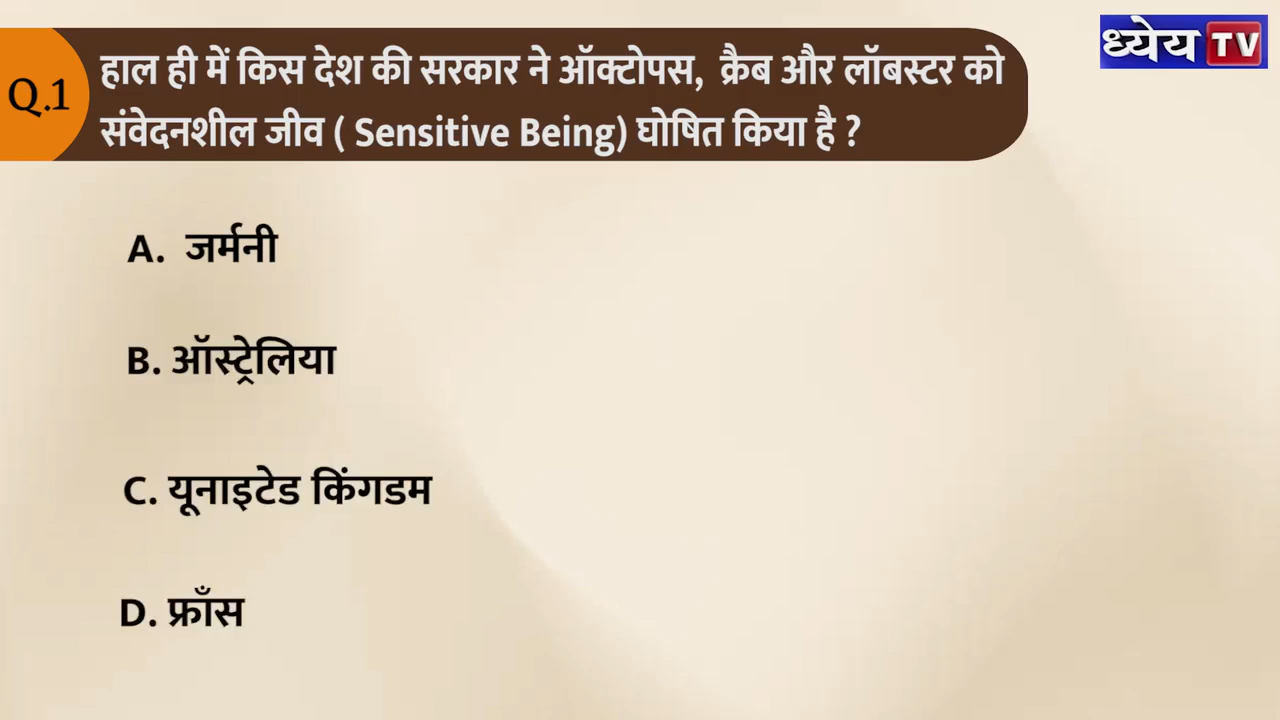 ध्येय TV
Q.1
हाल ही में किस देश की सरकार ने ऑक्टोपस, क्रैब और लॉबस्टर को
संवेदनशील जीव ( Sensitive Being) घोषित किया है ?
A. जर्मनी
B. ऑस्ट्रेलिया
C. यूनाइटेड किंगडम
D. फ्राँस